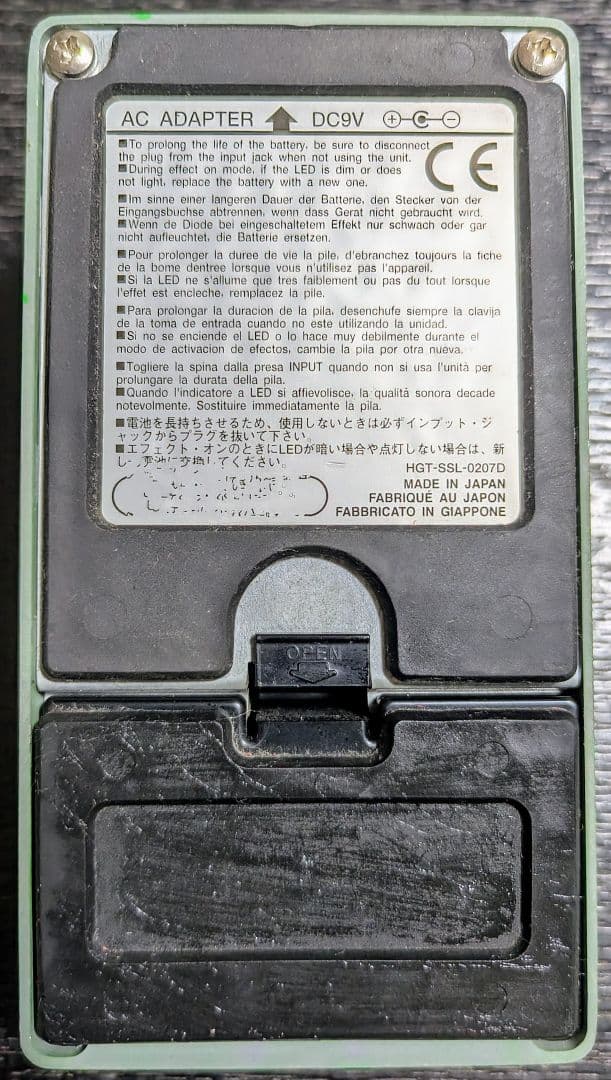 AC ADAPTER DC9V
■To prolong the life of the battery, be sure to disconnect
the plug from the input jack when not using the unit.
■During effect on mode, if the LED is dim or does
not light, replace the battery with a new one.
CE
■Im sinne einer langeren Dauer der Batterie, den Stecker von der
Eingangsbuchse abtrennen, wenn dass Gerat nicht gebraucht wird.
■Wenn de Diode bei eingeschaltetem Effekt nur schwach oder gar
nicht aufleuchtet, die Batterie ersetzen.
■Pour prolonger la duree de vie la pile, d'ebranchez toujours la fiche
de la borne dentree lorsque vous n'utilisez pas l'appareil.
■Si la LED ne s'allume que tres faiblement ou pas du tout lorsque
l'effet est encleche, remplacez la pile.
■Para prolongar la duracion de la pila, desenchufe siempre la clavija
de la toma de entrada cuando no este utilizando la unidad.
■Si no se enciende el LED o lo hace muy debilmente durante el
modo de activacion de efectos, cambie la pila por otra nueva.
■Togliere la spina dalla presa INPUT quando non si usa l'unità per
prolungare la durata della pila.
■Quando l'indicatore a LED si affievolisce, la qualità sonora decade
notevolmente. Sostituire immediatamente la pila.
■電池を長持ちさせるため、使用しないときは必ずインプット・ジ
ャックからプラグを抜いて下さい。
■エフェクト・オンのときにLEDが暗い場合や点灯しない場合は、新
し 電池に交換してください。
HGT-SSL-0207D
MADE IN JAPAN
FABRIQUÉ AU JAPON
FABBRICATO IN GIAPPONE
OPEN